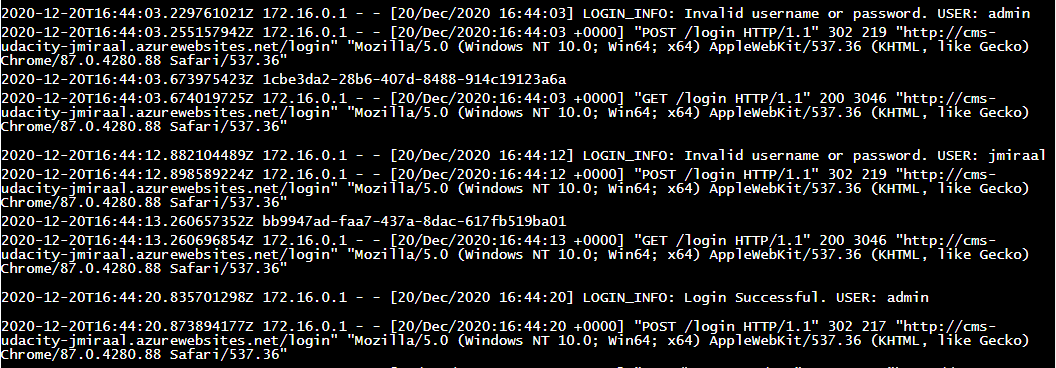 2020-12-20T16:44:03.229761021Z 172.16.0.1 - - [20/Dec/2020 16:44:03] LOGIN_INFO: Invalid username or password. USER: admin
2020-12-20T16:44:03.255157942Z 172.16.0.1 - - [20/Dec/2020:16:44:03 +0000] "POST /login HTTP/1.1" 302 219 "http://cms-
udacity-jmiraal.azurewebsites.net/login" "Mozilla/5.0 (Windows NT 10.0; Win64; x64) AppleWebKit/537.36 (KHTML, like Gecko)
Chrome/87.0.4280.88 Safari/537.36"
2020-12-20T16:44:03.673975423Z 1cbe3da2-28b6-407d-8488-914c19123a6a
2020-12-20T16:44:03.674019725Z 172.16.0.1 - - [20/Dec/2020:16:44:03 +0000] "GET /login HTTP/1.1" 200 3046 "http://cms-
udacity-jmiraal.azurewebsites.net/login" "Mozilla/5.0 (Windows NT 10.0; Win64; x64) AppleWebKit/537.36 (KHTML, like Gecko)
Chrome/87.0.4280.88 Safari/537.36"
2020-12-20T16:44:12.882104489Z 172.16.0.1 - - [20/Dec/2020 16:44:12] LOGIN_INFO: Invalid username or password. USER: jmiraal
2020-12-20T16:44:12.898589224Z 172.16.0.1 - - [20/Dec/2020:16:44:12 +0000] "POST /login HTTP/1.1" 302 219 "http://cms-
udacity-jmiraal.azurewebsites.net/login" "Mozilla/5.0 (Windows NT 10.0; Win64; x64) AppleWebKit/537.36 (KHTML, like Gecko)
Chrome/87.0.4280.88 Safari/537.36"
2020-12-20T16:44:13.260657352Z bb9947ad-faa7-437a-8dac-617fb519ba01
2020-12-20T16:44:13.260696854Z 172.16.0.1 - - [20/Dec/2020:16:44:13 +0000] "GET /login HTTP/1.1" 200 3046 "http://cms-
udacity-jmiraal.azurewebsites.net/login" "Mozilla/5.0 (Windows NT 10.0; Win64; x64) AppleWebKit/537.36 (KHTML, like Gecko)
Chrome/87.0.4280.88 Safari/537.36"
2020-12-20T16:44:20.835701298Z 172.16.0.1 - - [20/Dec/2020 16:44:20] LOGIN_INFO: Login Successful. USER: admin
2020-12-20T16:44:20.873894177Z 172.16.0.1 - - [20/Dec/2020:16:44:20 +0000] "POST /login HTTP/1.1" 302 217 "http://cms-
udacity-jmiraal.azurewebsites.net/login" "Mozilla/5.0 (Windows NT 10.0; Win64; x64) AppleWebKit/537.36 (KHTML, like Gecko)
Chrome/87.0.4280.88 Safari/537.36"